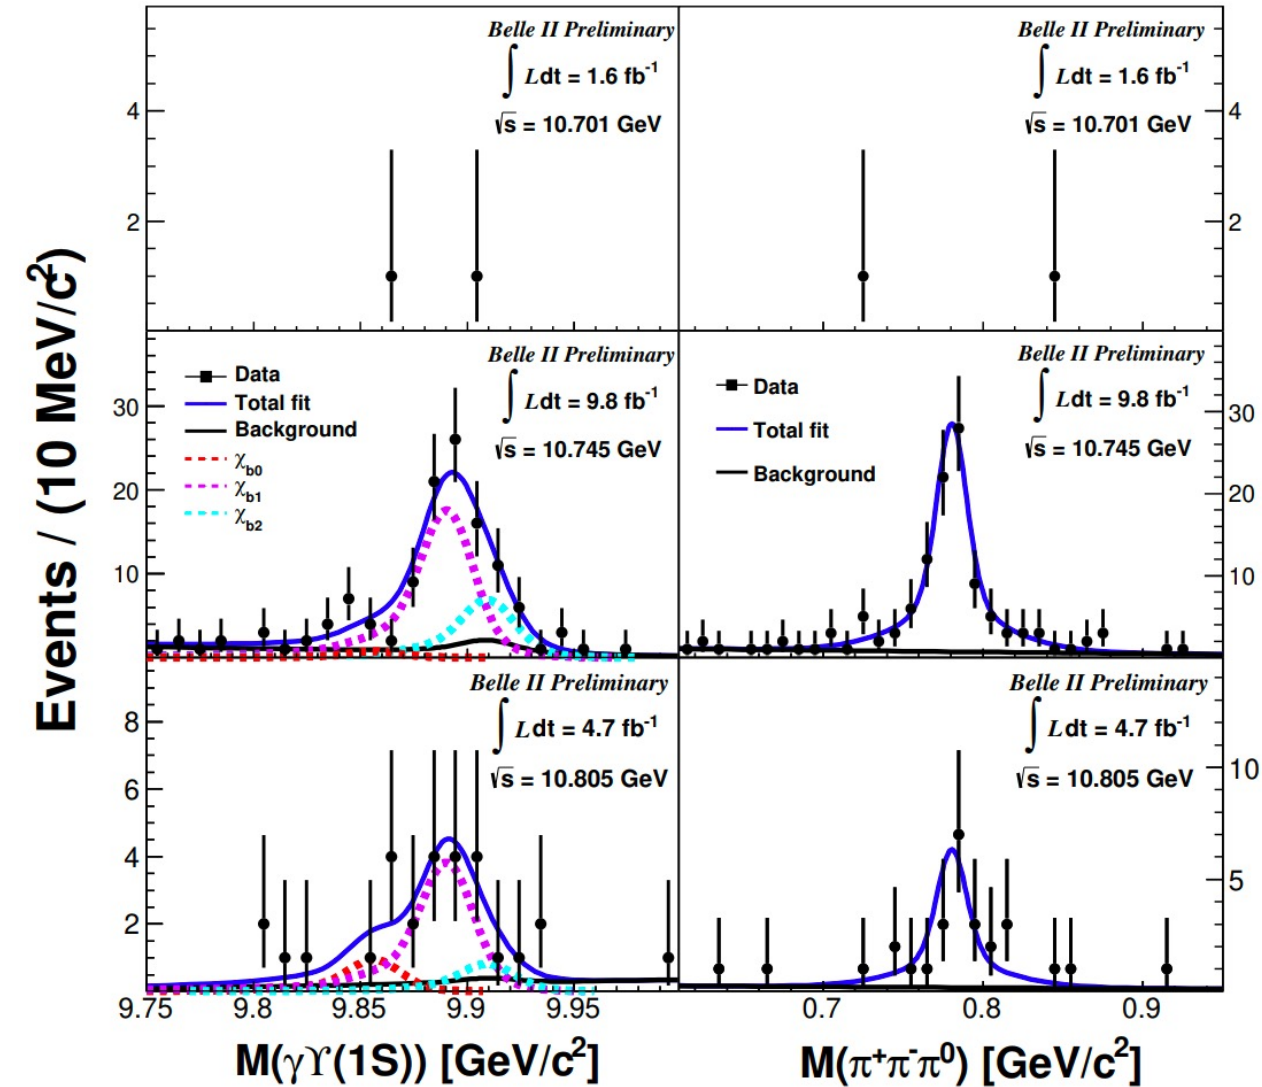 Belle II Preliminary
∫ Ldt = 1.6 fb⁻¹
√s = 10.701 GeV
4
2
Belle II Preliminary
∫ Ldt = 1.6 fb⁻¹
√s = 10.701 GeV
4
2
Events / (10 MeV/c²)
Data
Total fit
Background
χb0
χb1
χb2
Belle II Preliminary
∫ Ldt = 9.8 fb⁻¹
√s = 10.745 GeV
30
20
10
Data
Total fit
Background
Belle II Preliminary
∫ Ldt = 9.8 fb⁻¹
√s = 10.745 GeV
30
20
10
Belle II Preliminary
∫ Ldt = 4.7 fb⁻¹
√s = 10.805 GeV
8
6
4
2
Belle II Preliminary
∫ Ldt = 4.7 fb⁻¹
√s = 10.805 GeV
10
5
9.75 9.8 9.85 9.9 9.95
0.7 0.8 0.9
M(γϒ(1S)) [GeV/c²]
M(π⁺π⁻π⁰) [GeV/c²]